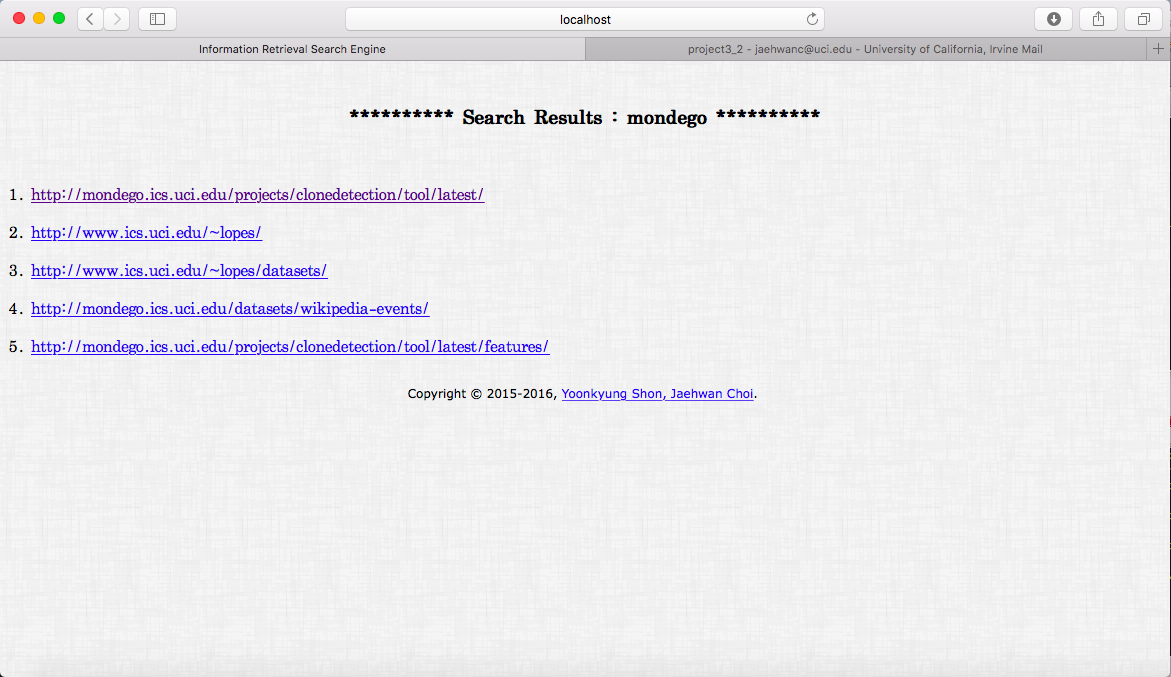 localhost
Information Retrieval Search Engine
project3_2 - jaehwanc@uci.edu - University of California, Irvine Mail
********** Search Results : mondego **********
1. http://mondego.ics.uci.edu/projects/clonedetection/tool/latest/
2. http://www.ics.uci.edu/~lopes/
3. http://www.ics.uci.edu/~lopes/datasets/
4. http://mondego.ics.uci.edu/datasets/wikipedia-events/
5. http://mondego.ics.uci.edu/projects/clonedetection/tool/latest/features/
Copyright © 2015-2016, Yoonkyung Shon, Jaehwan Choi.